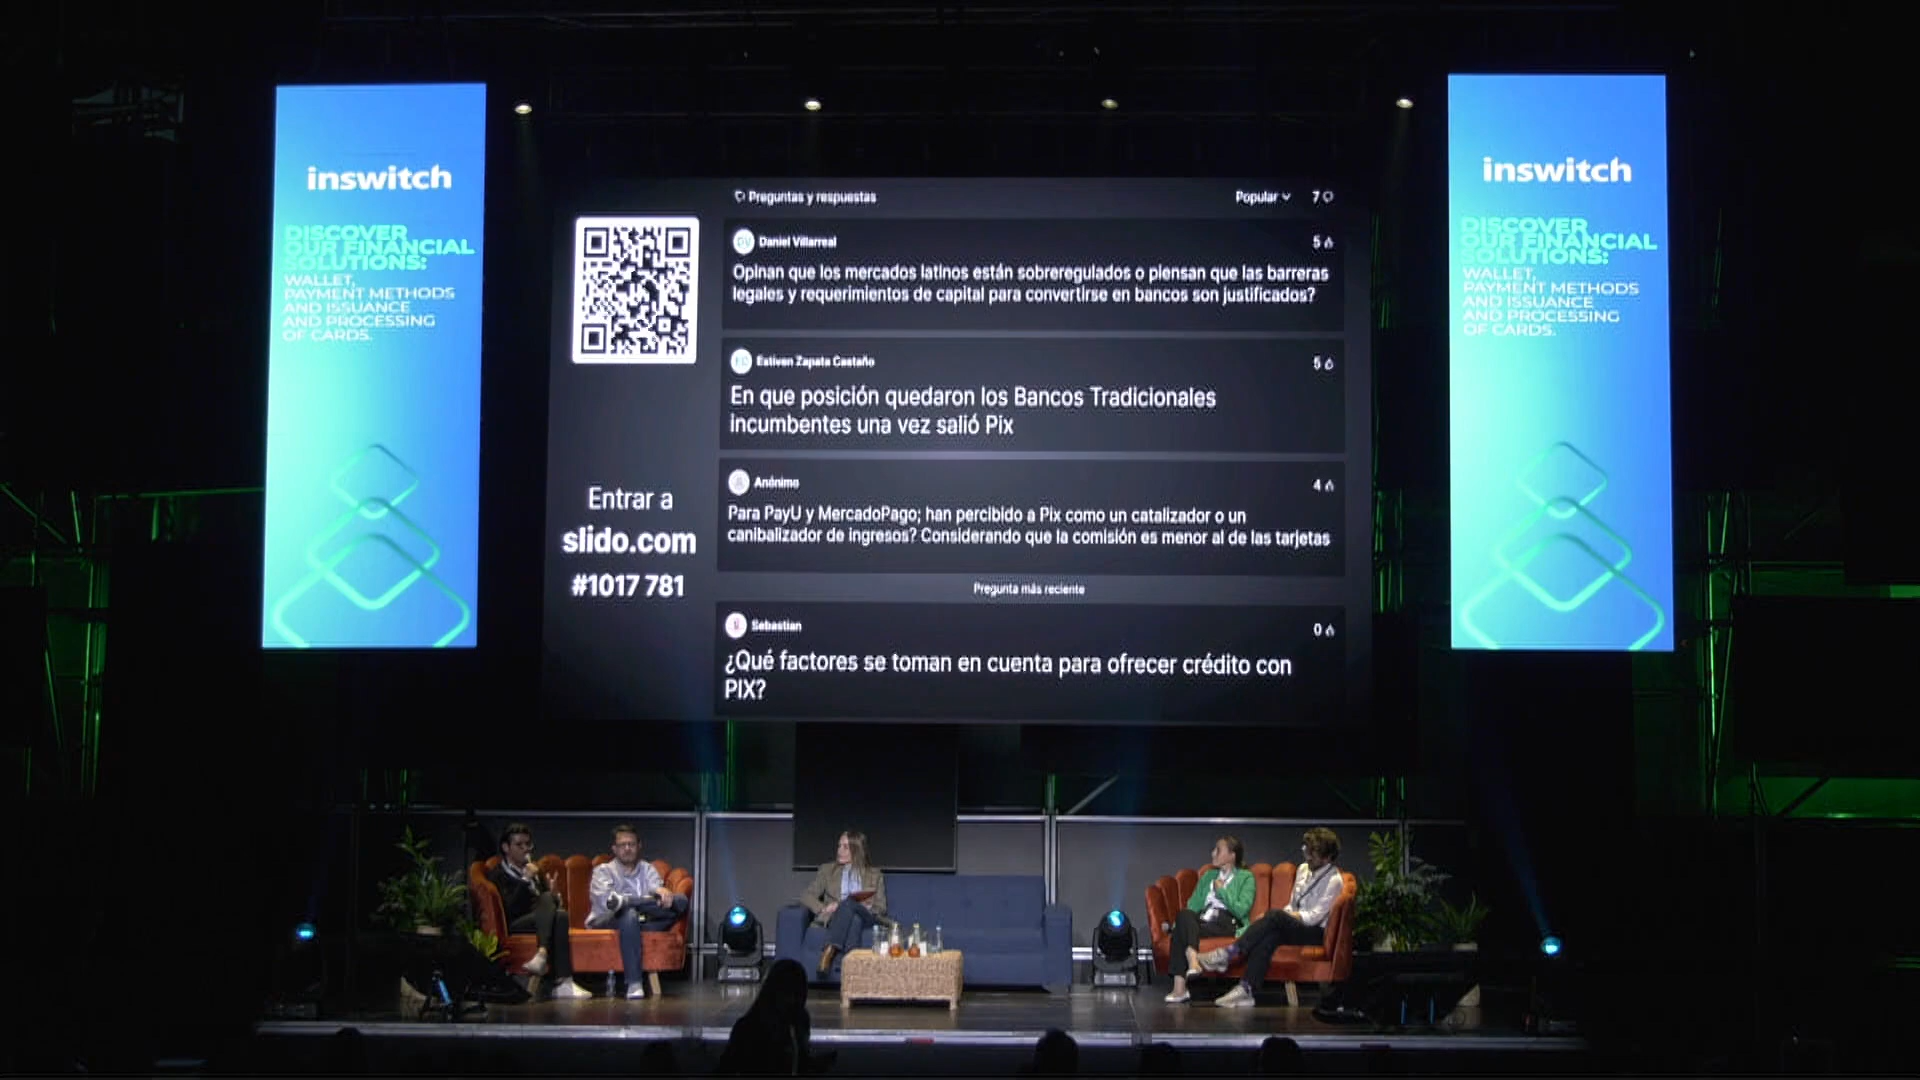 inswitch
DISCOVER
OUR FINANCIAL
SOLUTIONS:
WALLET,
PAYMENT METHODS
AND ISSUANCE
AND PROCESSING
OF CARDS.
Preguntas y respuestas
Popular
7
Entrar a
slido.com
#1017 781
Daniel Villarreal
5
Opinan que los mercados latinos están sobreregulados o piensan que las barreras
legales y requerimientos de capital para convertirse en bancos son justificados?
Estiven Zapata Castaño
5
En que posición quedaron los Bancos Tradicionales
incumbentes una vez salió Pix
Anónimo
4
Para PayU y MercadoPago; han percibido a Pix como un catalizador o un
canibalizador de ingresos? Considerando que la comisión es menor al de las tarjetas
Pregunta más reciente
Sebastian
0
¿Qué factores se toman en cuenta para ofrecer crédito con
PIX?
inswitch
DISCOVER
OUR FINANCIAL
SOLUTIONS:
WALLET,
PAYMENT METHODS
AND ISSUANCE
AND PROCESSING
OF CARDS.